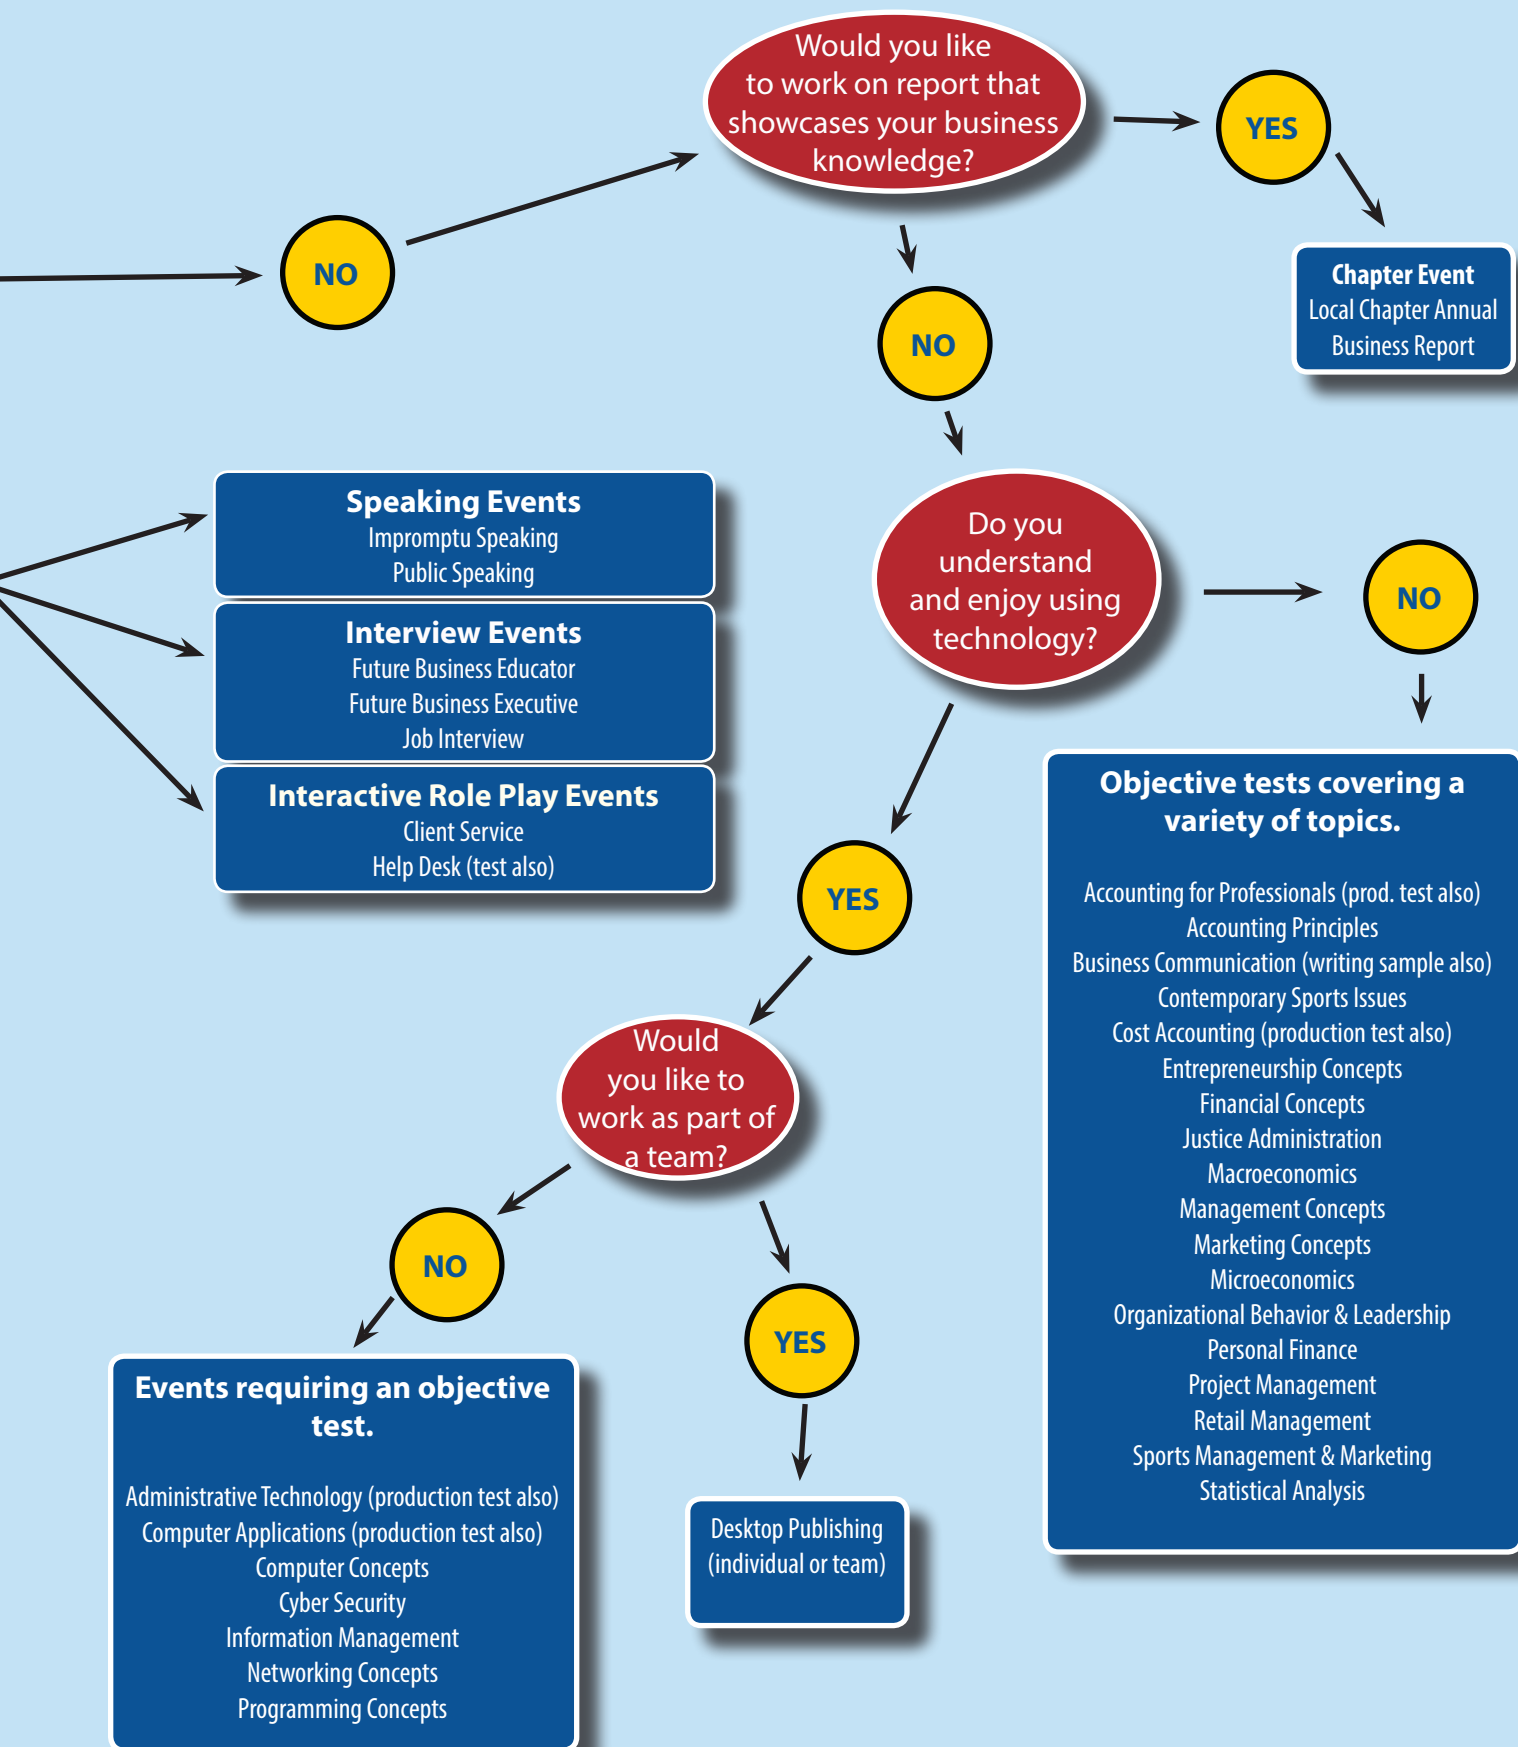 Would you like
to work on report that
showcases your business
knowledge?
YES
NO
Chapter Event
Local Chapter Annual
Business Report
NO
Speaking Events
Impromptu Speaking
Public Speaking
Interview Events
Future Business Educator
Future Business Executive
Job Interview
Interactive Role Play Events
Client Service
Help Desk (test also)
Do you
understand
and enjoy using
technology?
NO
YES
Objective tests covering a
variety of topics.
Accounting for Professionals (prod. test also)
Accounting Principles
Business Communication (writing sample also)
Contemporary Sports Issues
Cost Accounting (production test also)
Entrepreneurship Concepts
Financial Concepts
Justice Administration
Macroeconomics
Management Concepts
Marketing Concepts
Microeconomics
Organizational Behavior & Leadership
Personal Finance
Project Management
Retail Management
Sports Management & Marketing
Statistical Analysis
Would
you like to
work as part of
a team?
NO
YES
Events requiring an objective
test.
Administrative Technology (production test also)
Computer Applications (production test also)
Computer Concepts
Cyber Security
Information Management
Networking Concepts
Programming Concepts
Desktop Publishing
(individual or team)